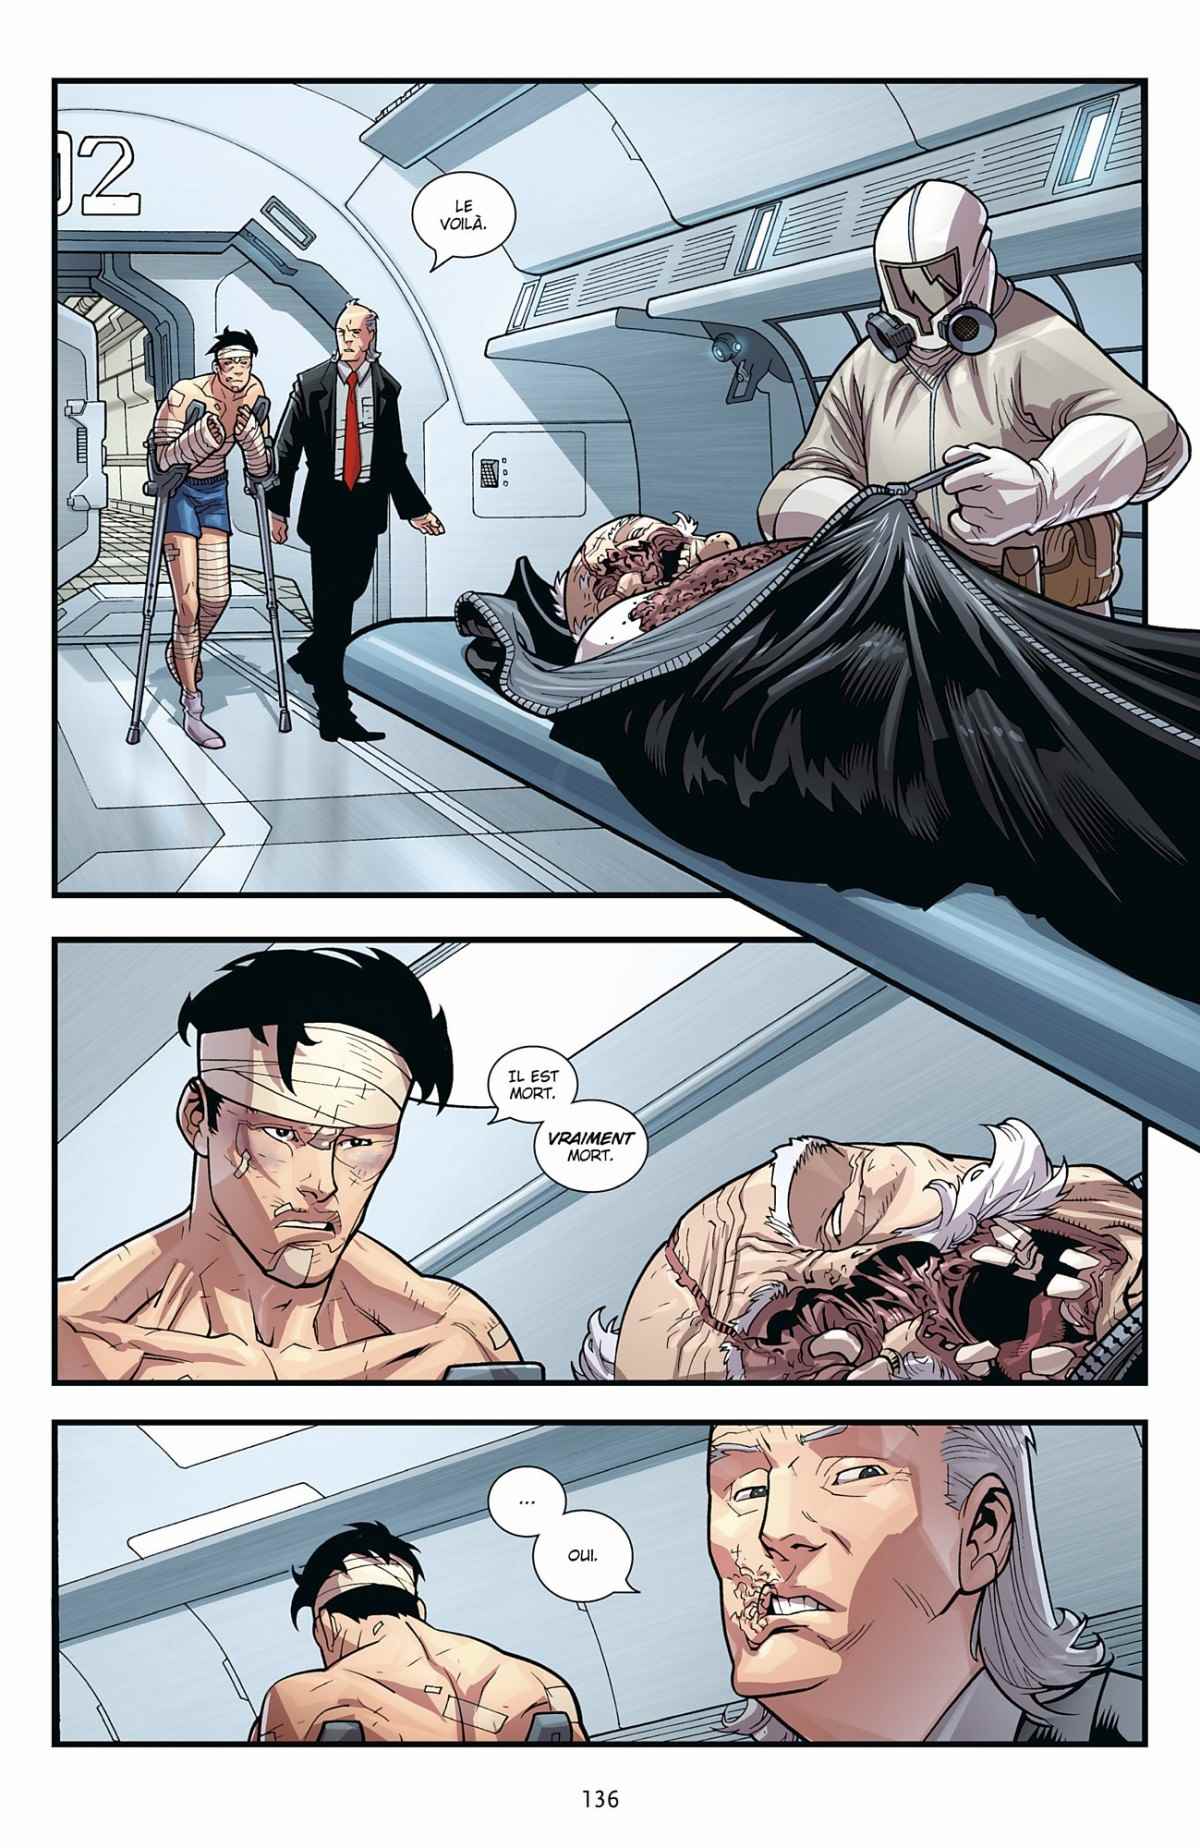 02
LE
VOILÀ.
IL EST
MORT.
VRAIMENT
MORT.
...
OUI.
136